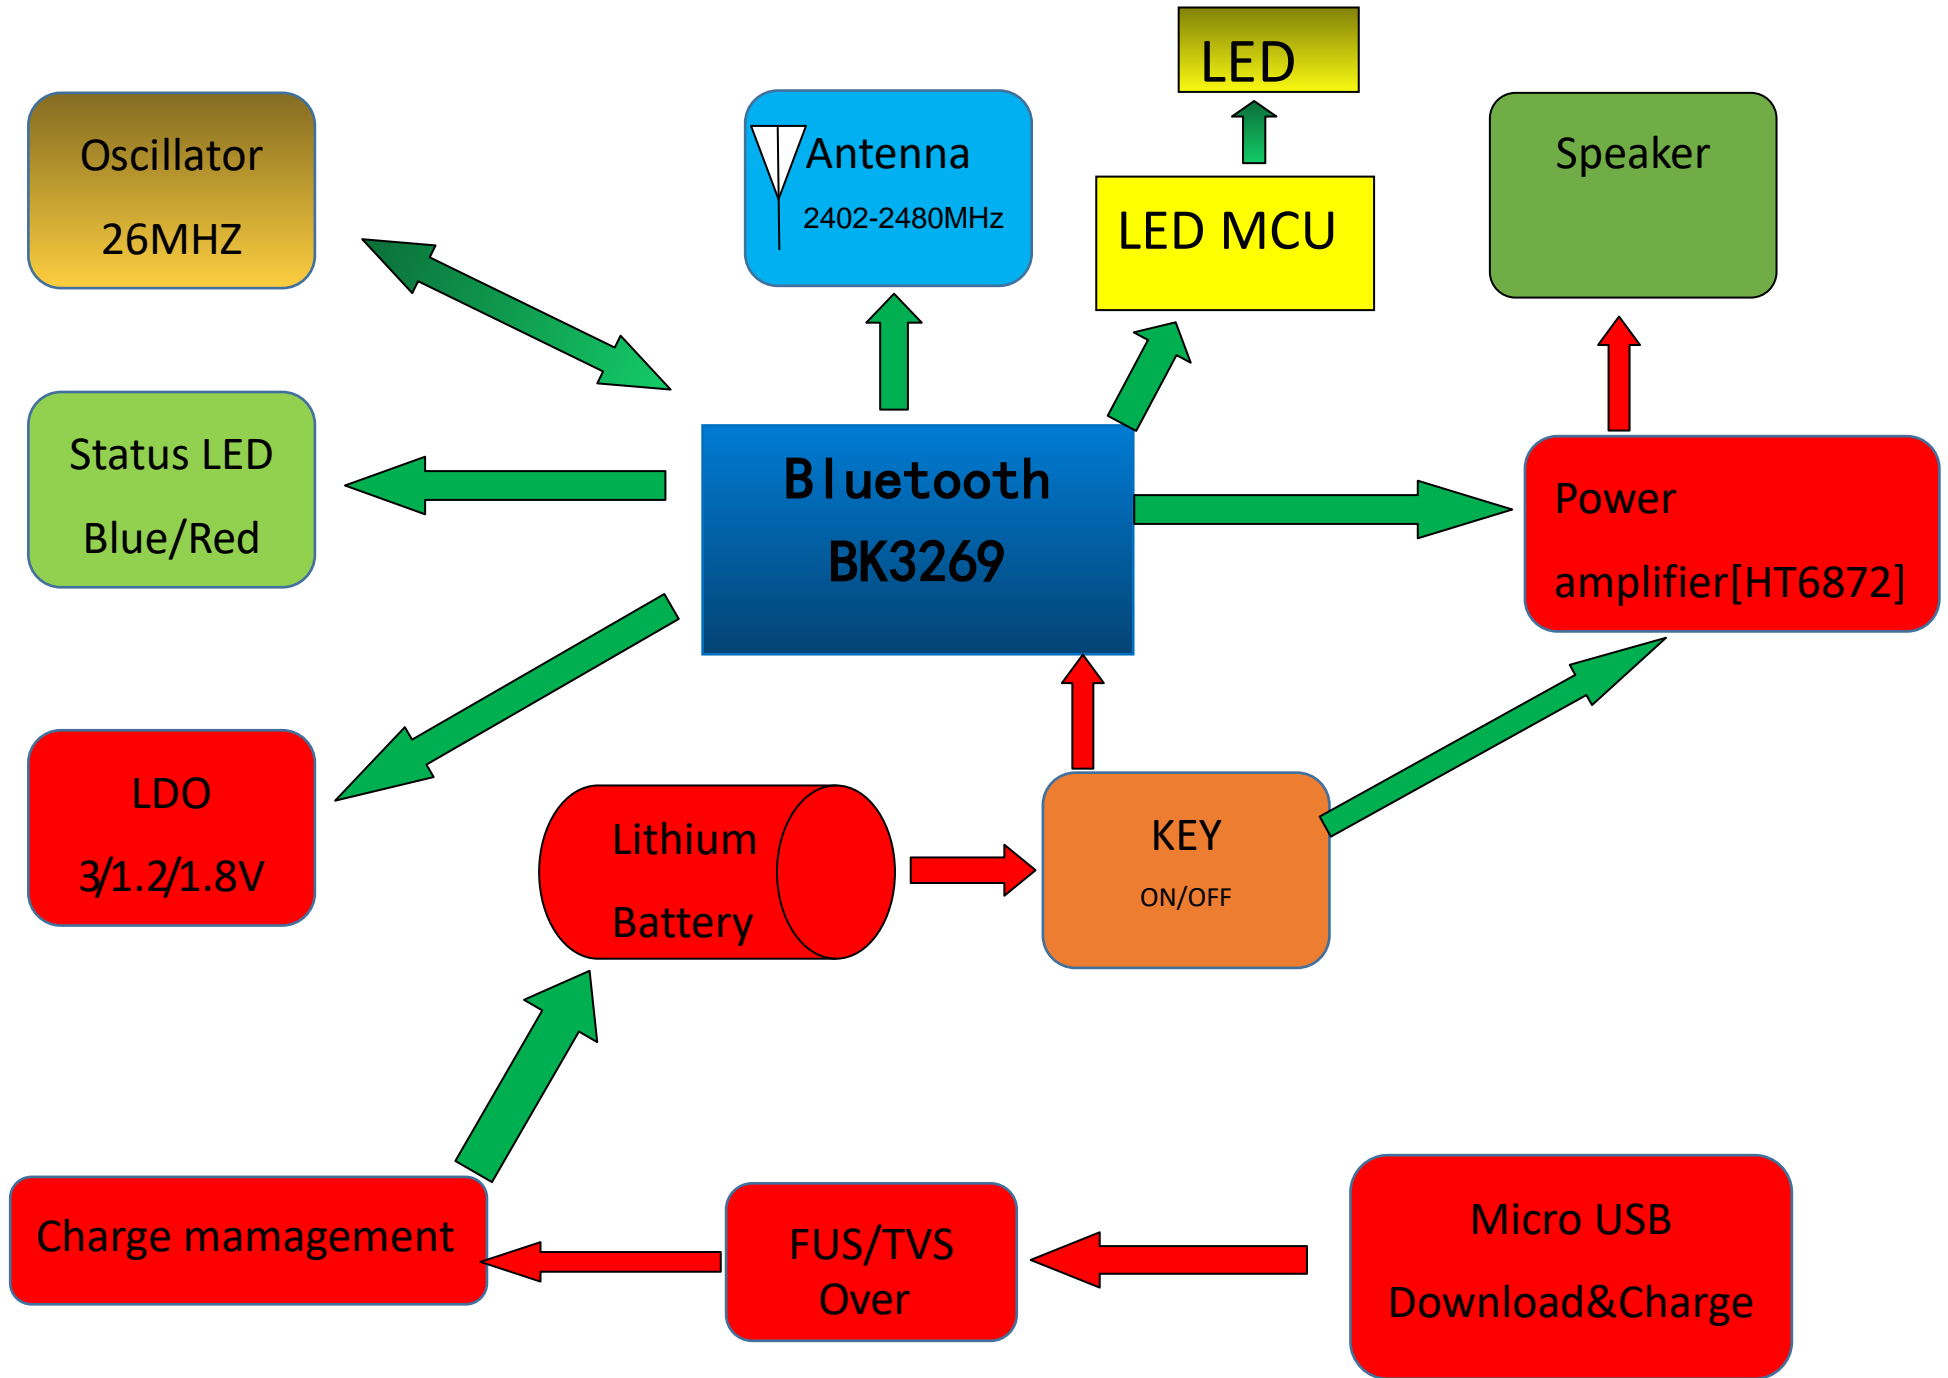 LED
Oscillator
26MHZ
Antenna
2402-2480MHz
LED MCU
Speaker
Status LED
Blue/Red
Bluetooth
BK3269
Power
amplifier[HT6872]
LDO
3/1.2/1.8V
Lithium
Battery
KEY
ON/OFF
Charge mamagement
FUS/TVS
Over
Micro USB
Download&Charge